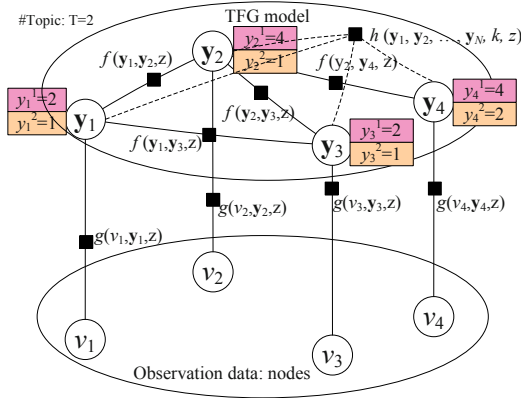 #Topic: T=2
TFG model
h (y₁, y₂, . . . , y_N, k, z)
f(y₁,y₂,z)
y₂
y₂¹=4
y₂²=1
f(y₂, y₄, z)
y₁¹=2
y₁²=1
y₁
f(y₂,y₃,z)
y₄
y₄¹=4
y₄²=2
f(y₁,y₃,z)
y₃
y₃¹=2
y₃²=1
g(v₁,y₁,z)
g(v₂,y₂,z)
g(v₃,y₃,z)
g(v₄,y₄,z)
v₂
v₁
v₃
v₄
Observation data: nodes